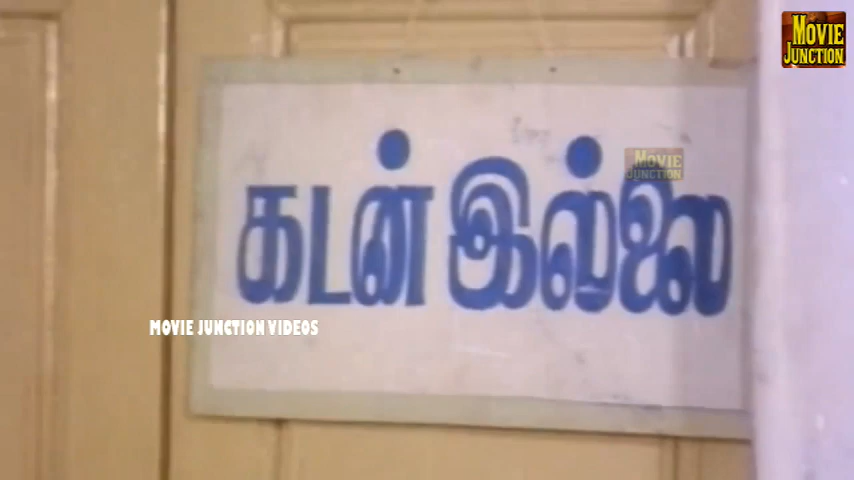 MOVIE
JUNCTION
கடன் இல்லை
MOVIE
JUNCTION
MOVIE JUNCTION VIDEOS